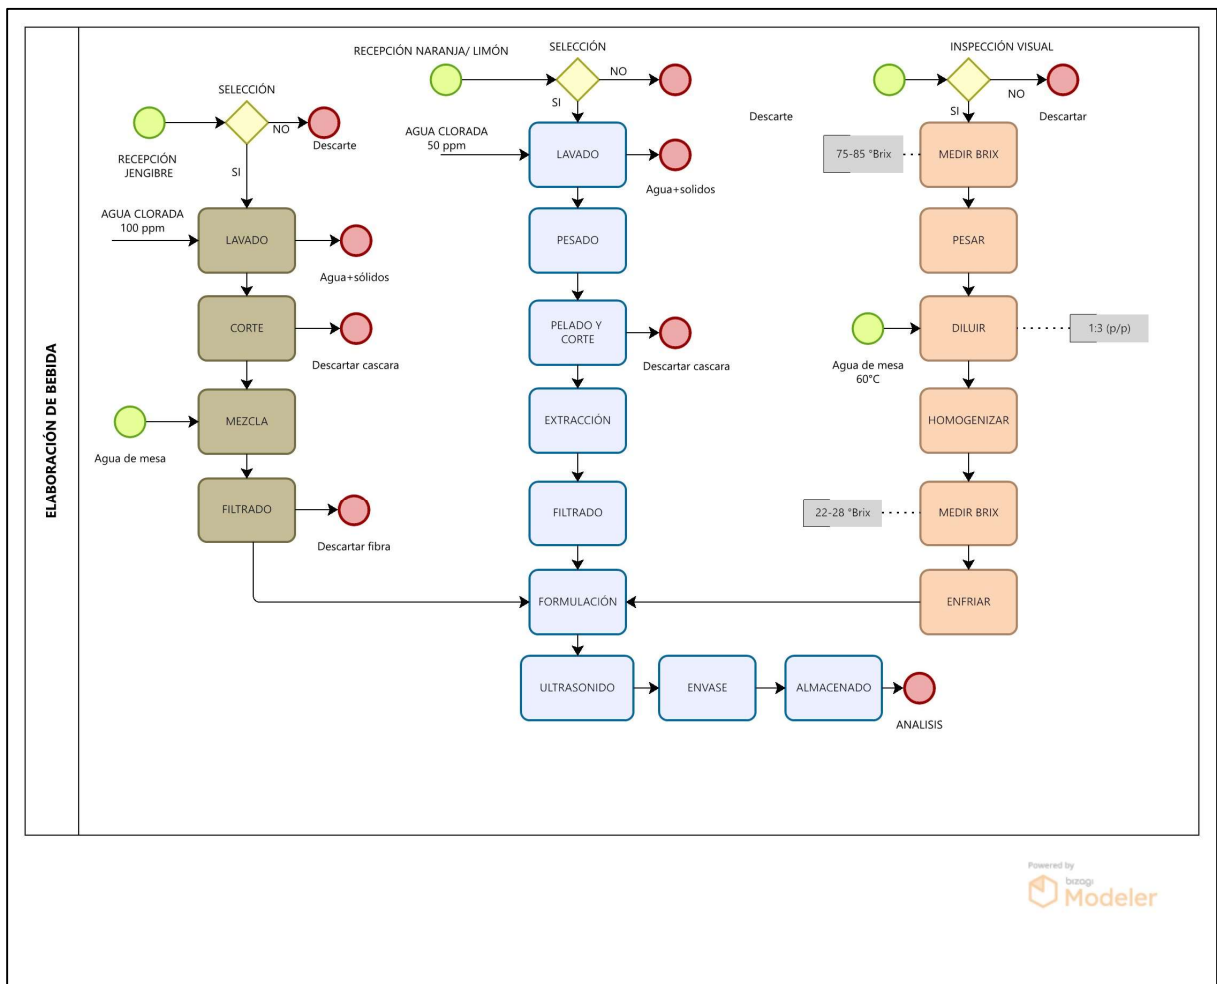 ELABORACIÓN DE BEBIDA
SELECCIÓN
NO
Descarte
RECEPCIÓN
JENGIBRE
SI
AGUA CLORADA
100 ppm
LAVADO
Agua+sólidos
CORTE
Descartar cascara
MEZCLA
Agua de mesa
FILTRADO
Descartar fibra
RECEPCIÓN NARANJA/ LIMÓN
SELECCIÓN
NO
SI
Descarte
AGUA CLORADA
50 ppm
LAVADO
Agua+solidos
PESADO
PELADO Y
CORTE
Descartar cascara
EXTRACCIÓN
FILTRADO
FORMULACIÓN
ULTRASONIDO
ENVASE
ALMACENADO
ANALISIS
INSPECCIÓN VISUAL
NO
SI
Descartar
75-85 °Brix
MEDIR BRIX
PESAR
DILUIR
1:3 (p/p)
Agua de mesa
60°C
HOMOGENIZAR
22-28 °Brix
MEDIR BRIX
ENFRIAR
Powered by
bizagi
Modeler